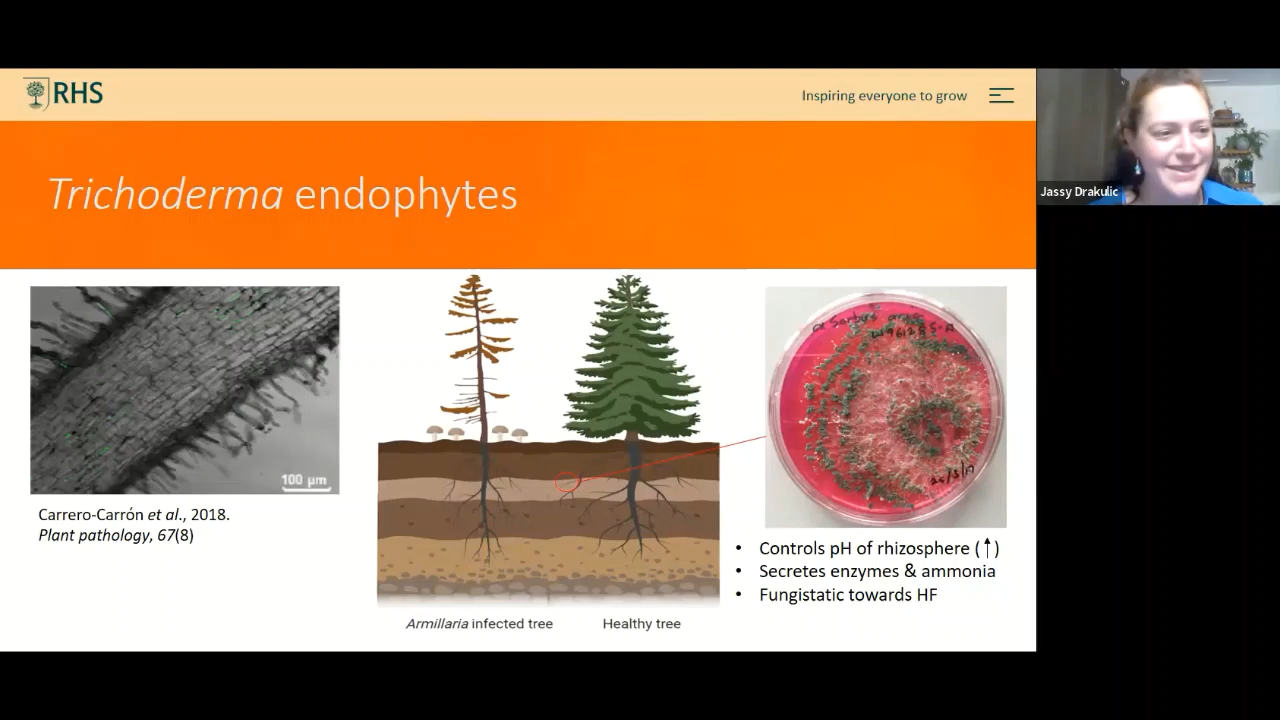 RHS
Inspiring everyone to grow
Jassy Drakulic
Trichoderma endophytes
100 µm
Carrero-Carrón et al., 2018.
Plant pathology, 67(8)
Armillaria infected tree
Healthy tree
Sorbus
• Controls pH of rhizosphere (↑)
• Secretes enzymes & ammonia
• Fungistatic towards HF